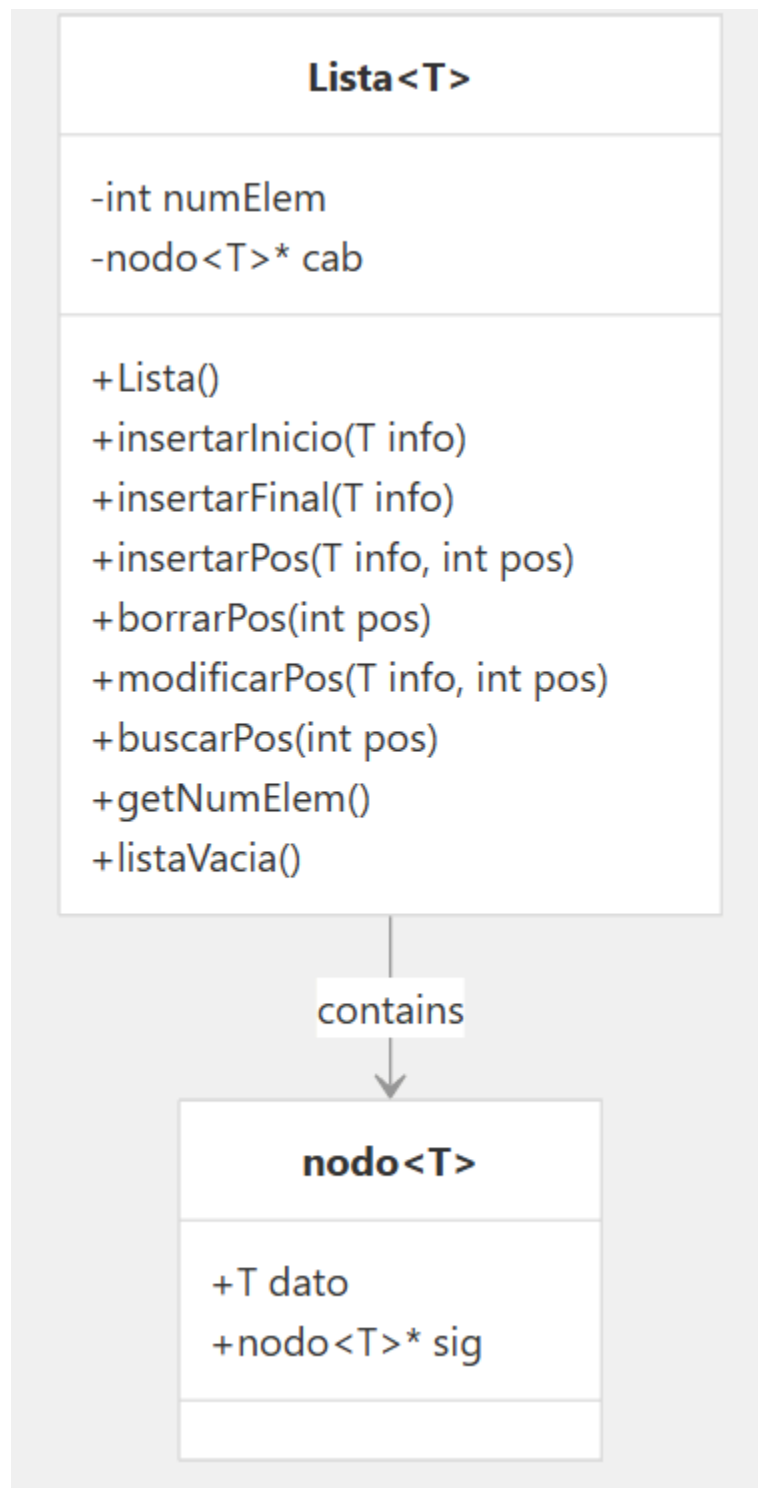 Lista<T>
-int numElem
-nodo<T>* cab
+Lista()
+insertarInicio(T info)
+insertarFinal(T info)
+insertarPos(T info, int pos)
+borrarPos(int pos)
+modificarPos(T info, int pos)
+buscarPos(int pos)
+getNumElem()
+listaVacia()
contains
nodo<T>
+T dato
+nodo<T>* sig